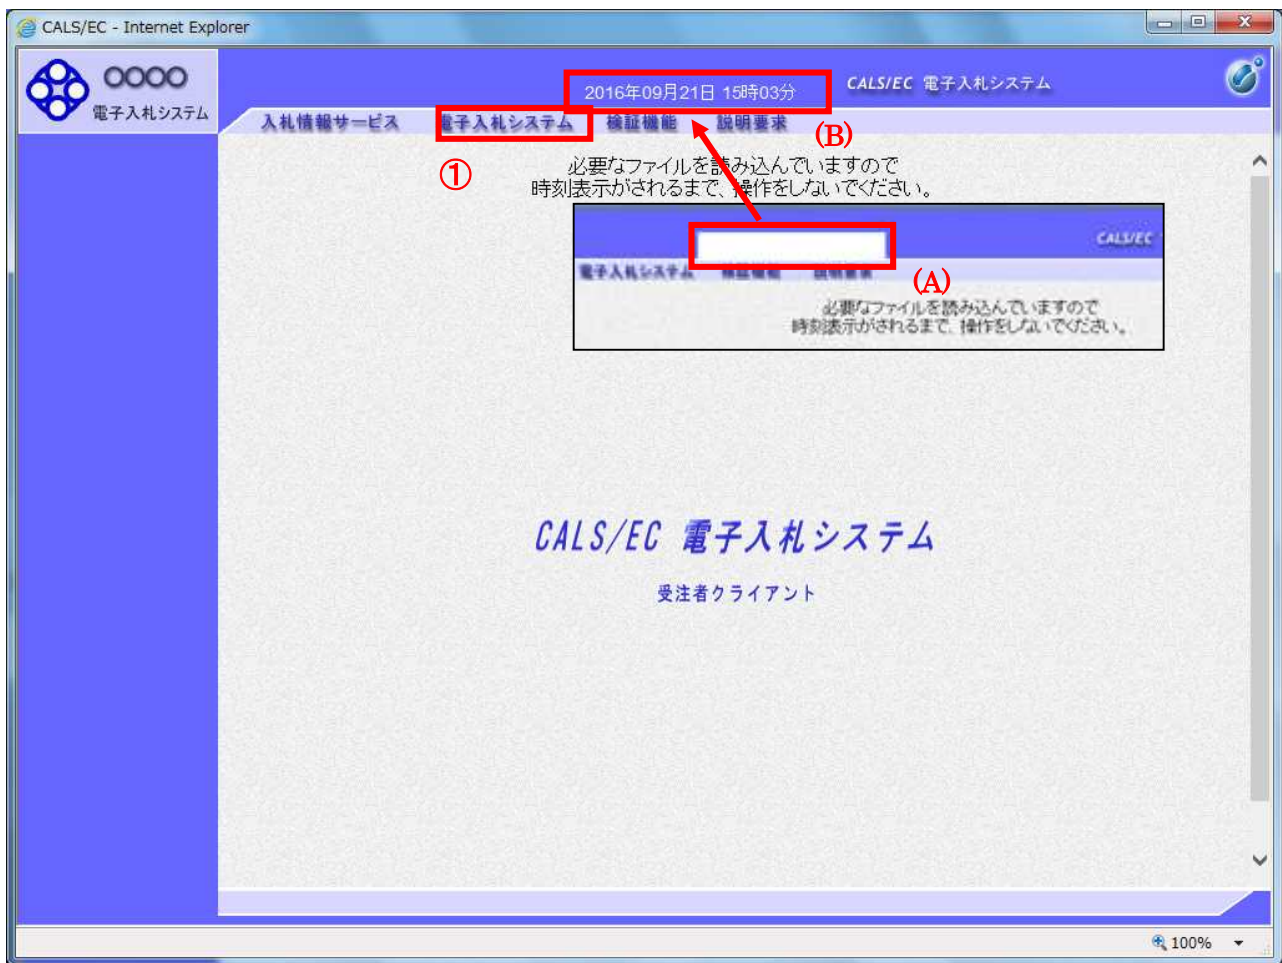 CALS/EC - Internet Explorer
○○○○
電子入札システム
2016年09月21日 15時03分
CALS/EC 電子入札システム
入札情報サービス 電子入札システム 検証機能 説明要求
(B)
①
必要なファイルを読み込んでいますので
時刻表示がされるまで、操作をしないでください。
CALS/EC
電子入札システム 検証機能 説明要求
(A)
必要なファイルを読み込んでいますので
時刻表示がされるまで、操作をしないでください。
CALS/EC 電子入札システム
受注者クライアント
100%